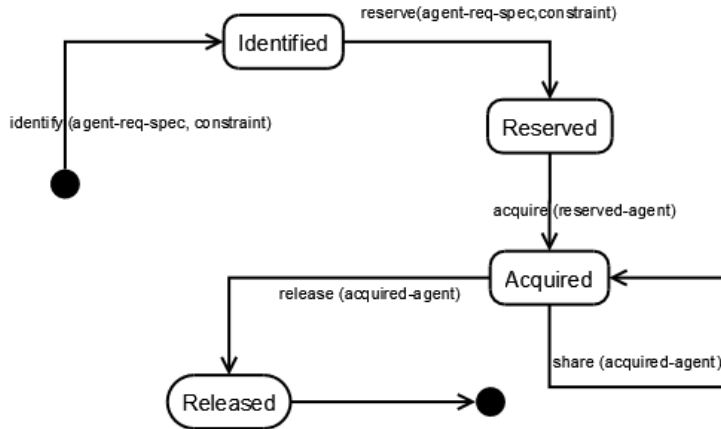 reserve(agent-req-spec,constraint)
Identified
identify (agent-req-spec, constraint)
Reserved
acquire (reserved-agent)
Acquired
release (acquired-agent)
share (acquired-agent)
Released